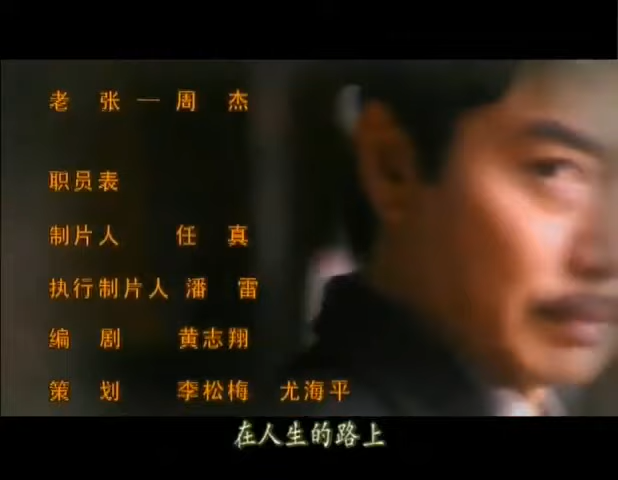 老 张 — 周 杰
职员表
制片人 任 真
执行制片人 潘 雷
编 剧 黄志翔
策 划 李松梅 尤海平
在人生的路上